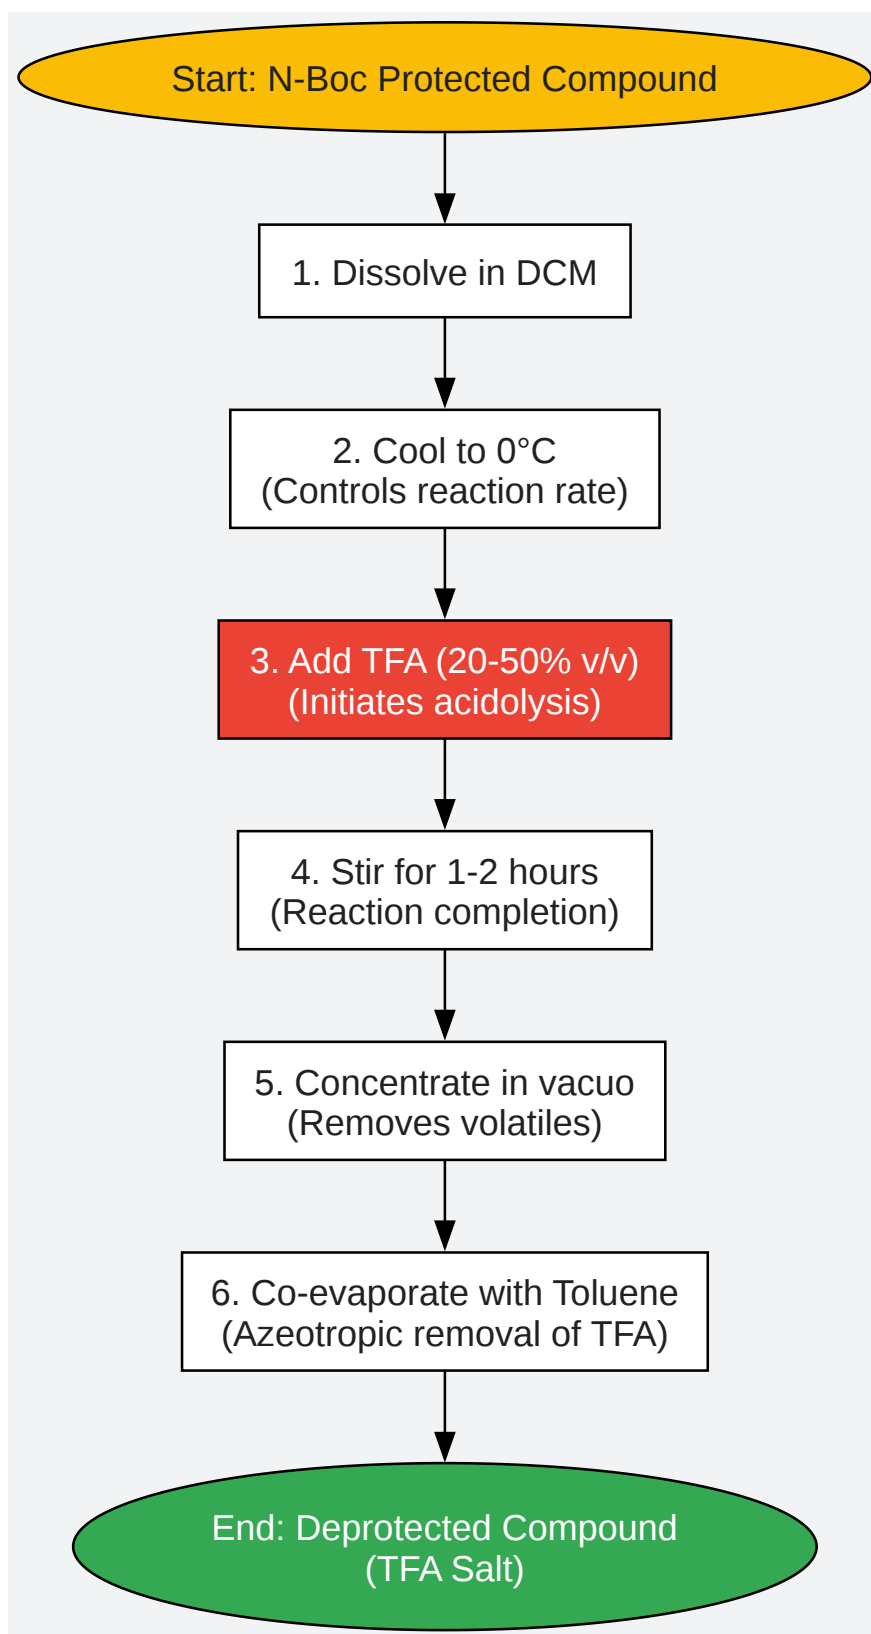 Start: N-Boc Protected Compound
1. Dissolve in DCM
2. Cool to 0°C
(Controls reaction rate)
3. Add TFA (20-50% v/v)
(Initiates acidolysis)
4. Stir for 1-2 hours
(Reaction completion)
5. Concentrate in vacuo
(Removes volatiles)
6. Co-evaporate with Toluene
(Azeotropic removal of TFA)
End: Deprotected Compound
(TFA Salt)